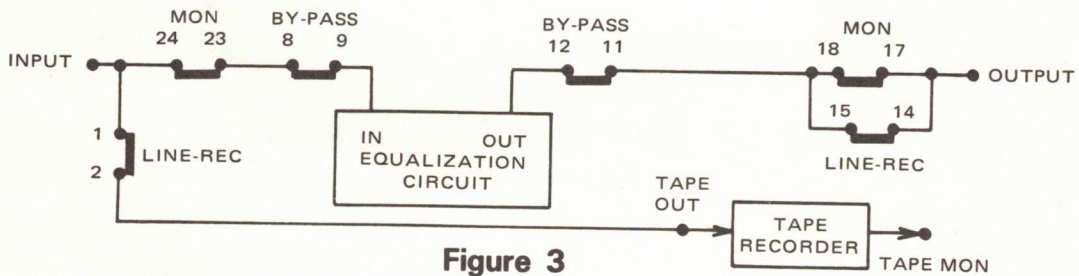 MON
24 23
BY-PASS
8 9
BY-PASS
12 11
MON
18 17
INPUT
OUTPUT
15 14
LINE-REC
1
2
LINE-REC
IN OUT
EQUALIZATION
CIRCUIT
TAPE
OUT
TAPE
RECORDER
TAPE MON
Figure 3